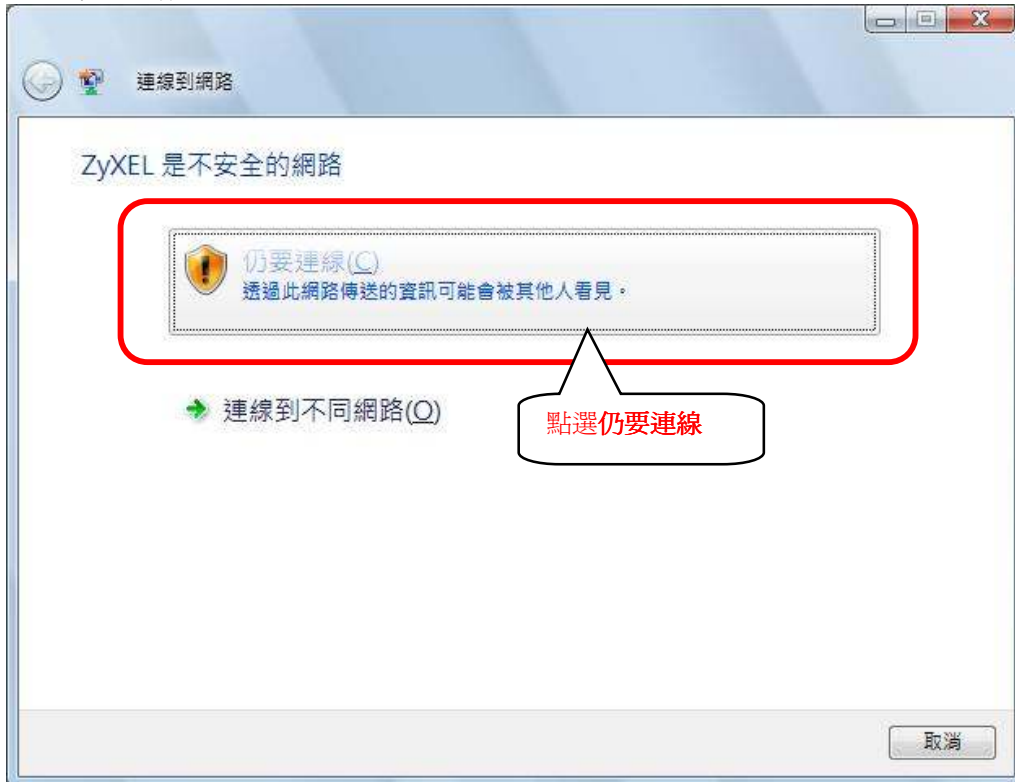 連線到網路
ZyXEL 是不安全的網路
仍要連線(C)
透過此網路傳送的資訊可能會被其他人看見。
連線到不同網路(O)
點選仍要連線
取消